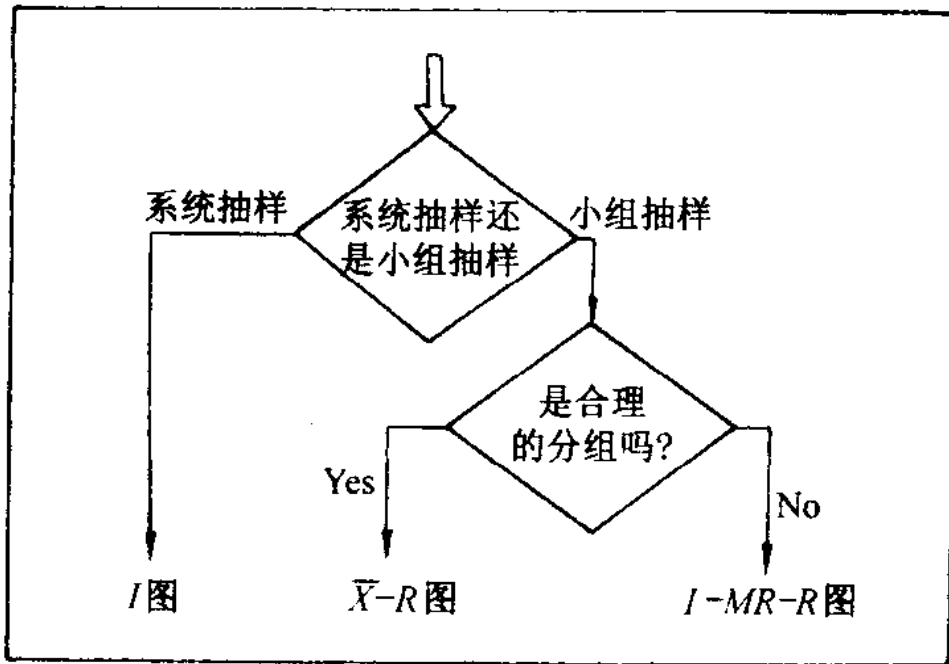 系统抽样
系统抽样还
是小组抽样
小组抽样
是合理
的分组吗?
Yes
No
I图
X̄-R图
I-MR-R图